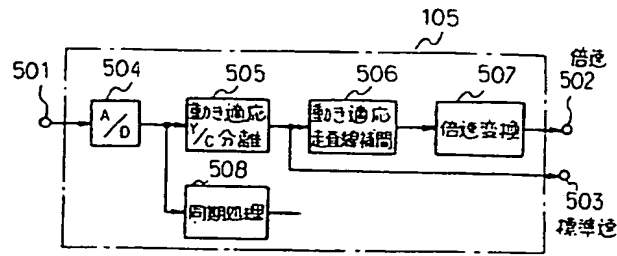 105
501
504
A/D
505
動き適応
Y/C分離
506
動き適応
走査線補間
507
倍速変換
倍速
502
508
同期処理
503
標準速